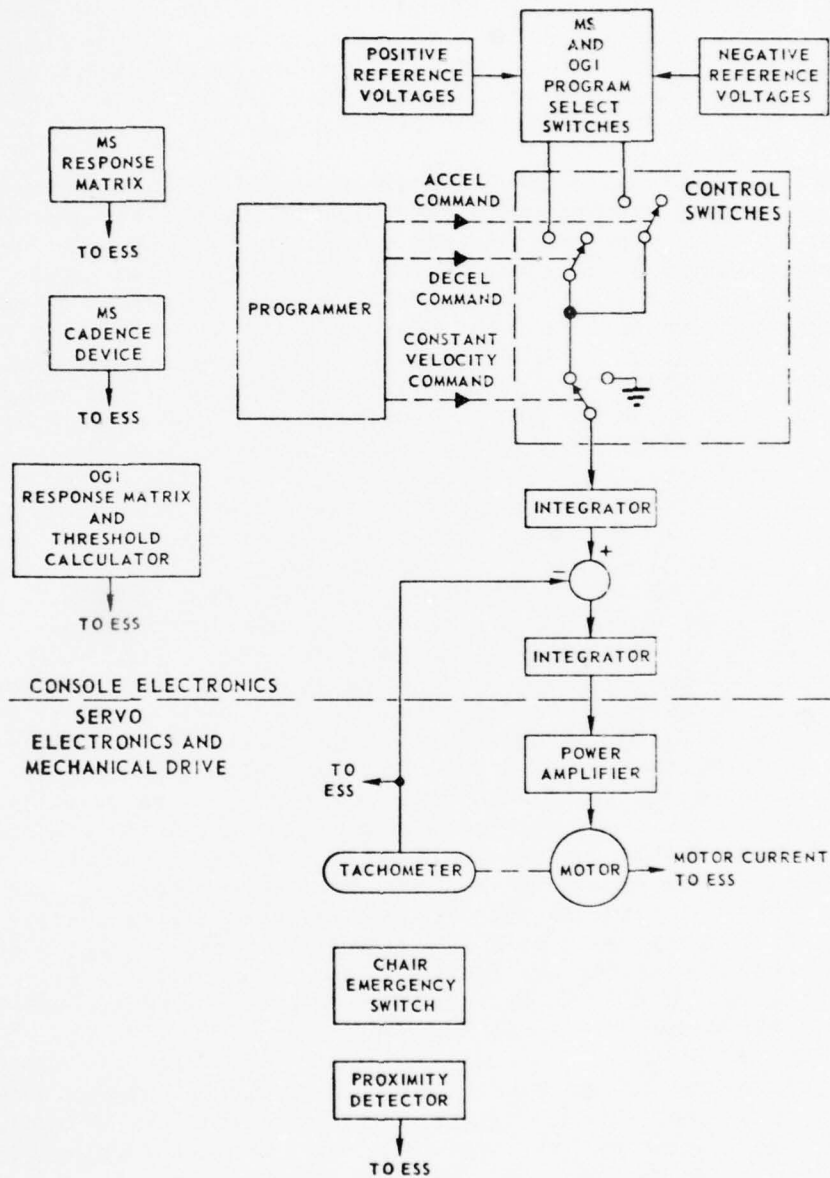 MS
AND
OGI
PROGRAM
SELECT
SWITCHES
POSITIVE
REFERENCE
VOLTAGES
NEGATIVE
REFERENCE
VOLTAGES
MS
RESPONSE
MATRIX
TO ESS
ACCEL
COMMAND
CONTROL
SWITCHES
PROGRAMMER
DECEL
COMMAND
MS
CADENCE
DEVICE
TO ESS
CONSTANT
VELOCITY
COMMAND
OGI
RESPONSE MATRIX
AND
THRESHOLD
CALCULATOR
TO ESS
INTEGRATOR
+
−
INTEGRATOR
CONSOLE ELECTRONICS
SERVO
ELECTRONICS AND
MECHANICAL DRIVE
POWER
AMPLIFIER
TO
ESS
TACHOMETER
MOTOR
MOTOR CURRENT
TO ESS
CHAIR
EMERGENCY
SWITCH
PROXIMITY
DETECTOR
TO ESS